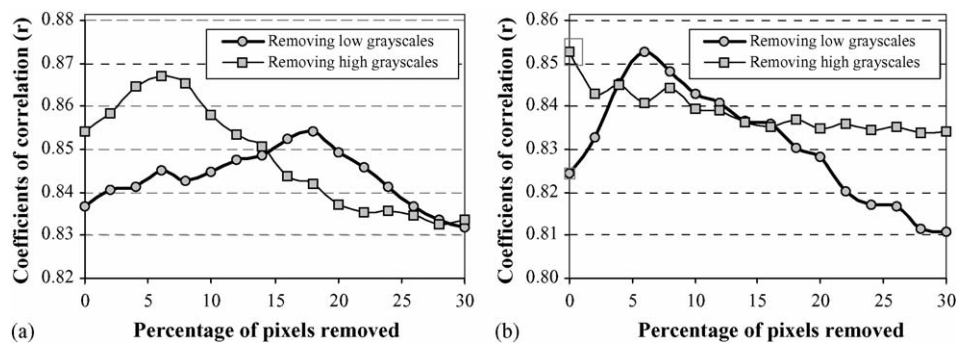 0.88
0.87
0.86
0.85
0.84
0.83
0.82
Coefficients of correlation (r)
Removing low grayscales
Removing high grayscales
0 5 10 15 20 25 30
(a) Percentage of pixels removed
0.86
0.85
0.84
0.83
0.82
0.81
0.80
Coefficients of correlation (r)
Removing low grayscales
Removing high grayscales
0 5 10 15 20 25 30
(b) Percentage of pixels removed